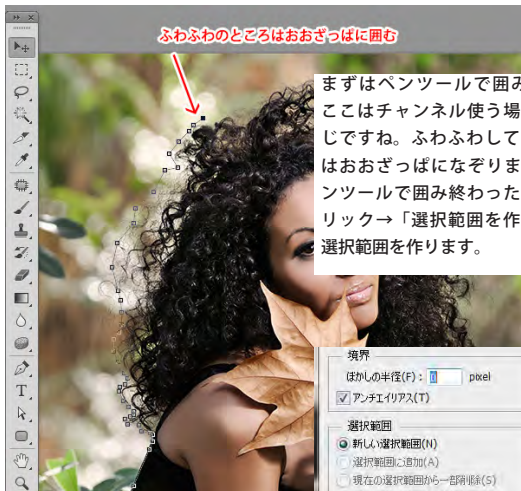 ふわふわのところはおおざっぱに囲む
まずはペンツールで囲み
ここはチャンネル使う場
じですね。ふわふわして
はおおざっぱになぞりま
ンツールで囲み終わった
リック→「選択範囲を作
選択範囲を作ります。
境界
ぼかしの半径(F): 0 pixel
アンチエイリアス(T)
選択範囲
新しい選択範囲(N)
選択範囲に追加(A)
現在の選択範囲から一部削除(S)